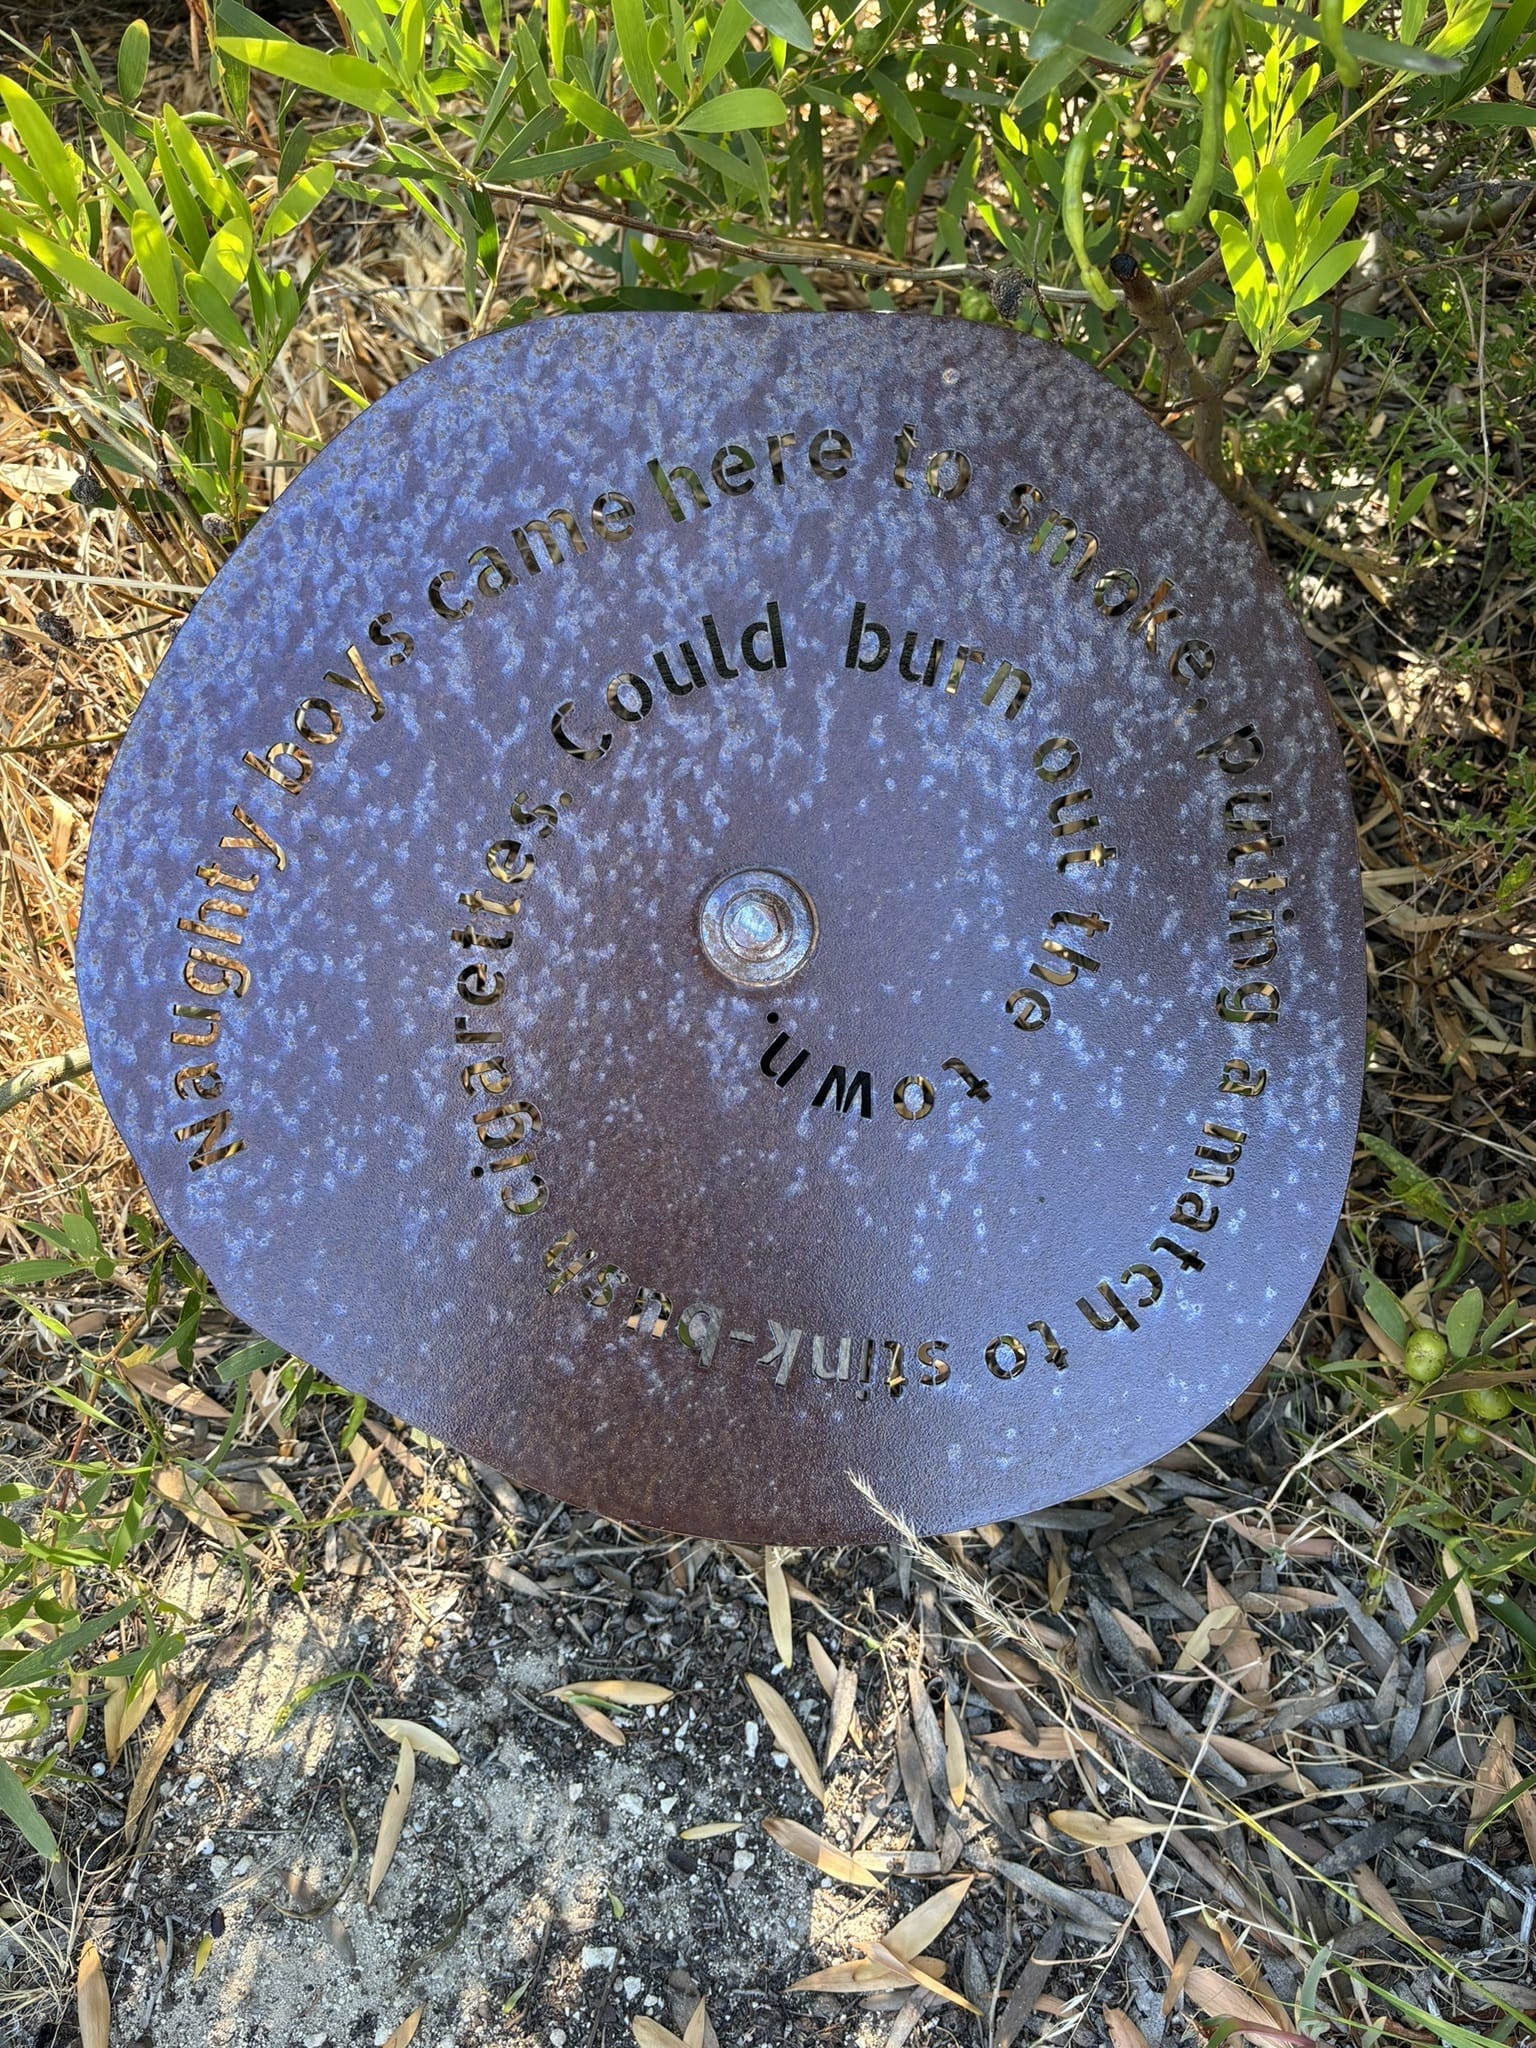 Naughty boys came here to smoke, putting a match to stink-bush cigarettes. Could burn out the town.